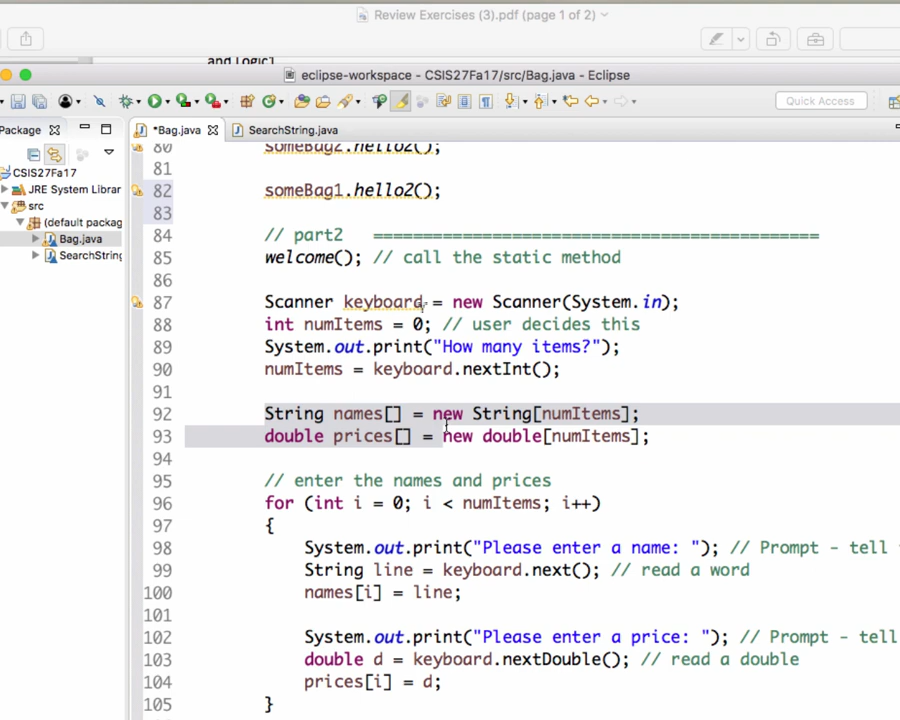 Review Exercises (3).pdf (page 1 of 2)
and Logic]
eclipse-workspace - CSIS27Fa17/src/Bag.java - Eclipse
Quick Access
Package
*Bag.java
SearchString.java
CSIS27Fa17
JRE System Librar
src
(default packag
Bag.java
SearchString
80 someBag2.hello2();
81
82 someBag1.hello2();
83
84 // part2 =============================================
85 welcome(); // call the static method
86
87 Scanner keyboard = new Scanner(System.in);
88 int numItems = 0; // user decides this
89 System.out.print("How many items?");
90 numItems = keyboard.nextInt();
91
92 String names[] = new String[numItems];
93 double prices[] = new double[numItems];
94
95 // enter the names and prices
96 for (int i = 0; i < numItems; i++)
97 {
98 System.out.print("Please enter a name: "); // Prompt - tell
99 String line = keyboard.next(); // read a word
100 names[i] = line;
101
102 System.out.print("Please enter a price: "); // Prompt - tell
103 double d = keyboard.nextDouble(); // read a double
104 prices[i] = d;
105 }